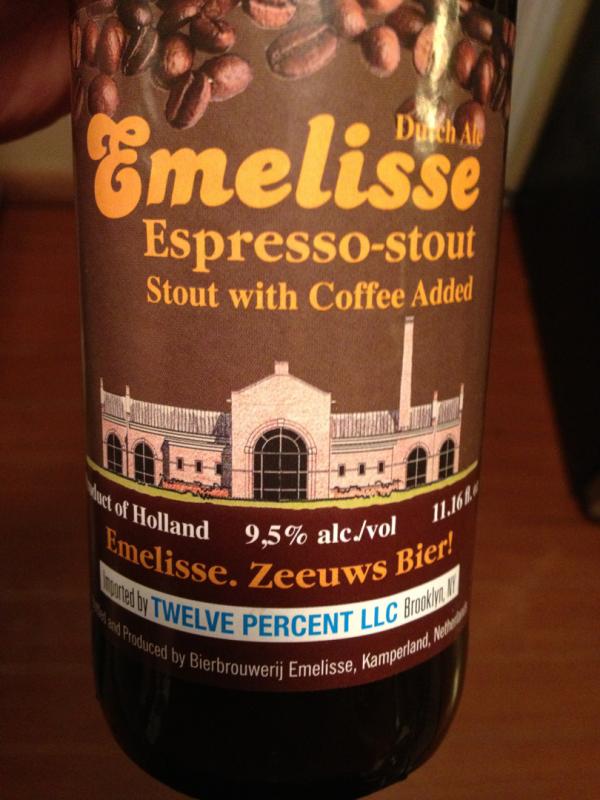 Dutch Ale
Emelisse
Espresso-stout
Stout with Coffee Added
of Holland 9,5% alc./vol 11.16 fl.
Emelisse. Zeeuws Bier!
Imported by TWELVE PERCENT LLC Brooklyn, NY
and Produced by Bierbrouwerij Emelisse, Kamperland,